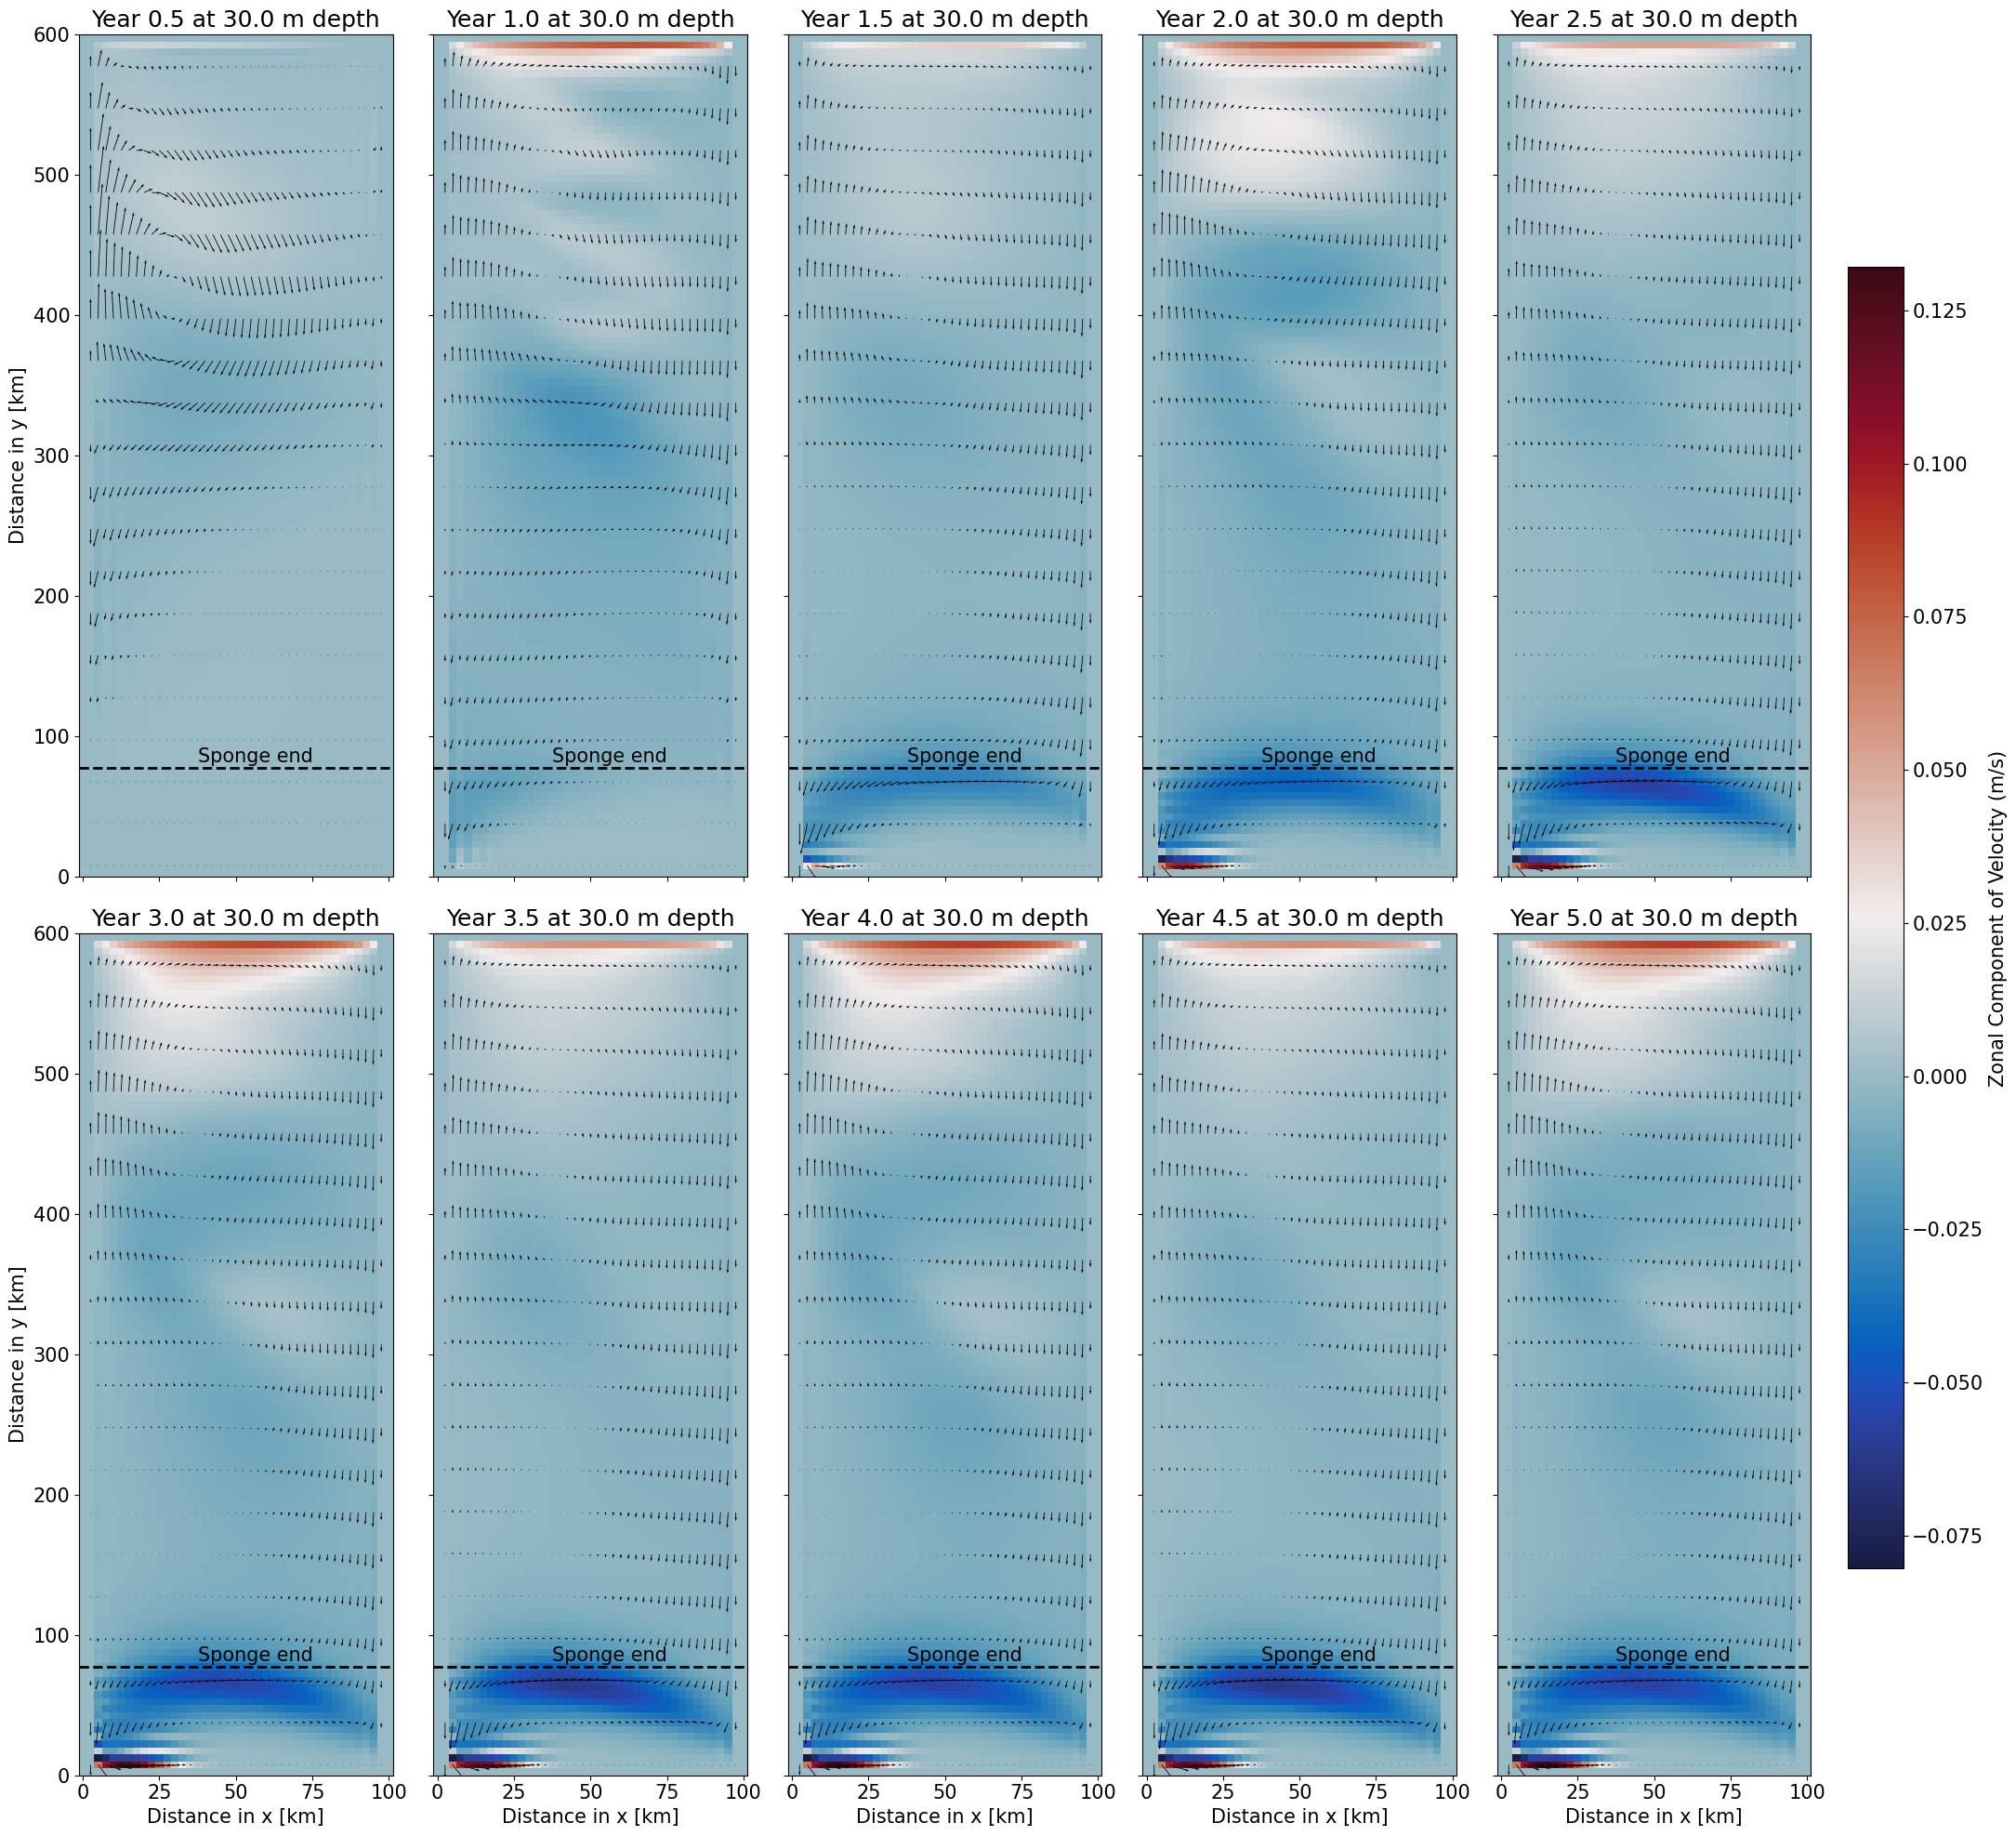 Year 0.5 at 30.0 m depth
Year 1.0 at 30.0 m depth
Year 1.5 at 30.0 m depth
Year 2.0 at 30.0 m depth
Year 2.5 at 30.0 m depth
600
500
400
300
200
100
0
Distance in y [km]
Sponge end
Sponge end
Sponge end
Sponge end
Sponge end
Year 3.0 at 30.0 m depth
Year 3.5 at 30.0 m depth
Year 4.0 at 30.0 m depth
Year 4.5 at 30.0 m depth
Year 5.0 at 30.0 m depth
600
500
400
300
200
100
0
Distance in y [km]
Sponge end
Sponge end
Sponge end
Sponge end
Sponge end
0 25 50 75 100
0 25 50 75 100
0 25 50 75 100
0 25 50 75 100
0 25 50 75 100
Distance in x [km]
Distance in x [km]
Distance in x [km]
Distance in x [km]
Distance in x [km]
0.125
0.100
0.075
0.050
0.025
0.000
−0.025
−0.050
−0.075
Zonal Component of Velocity (m/s)